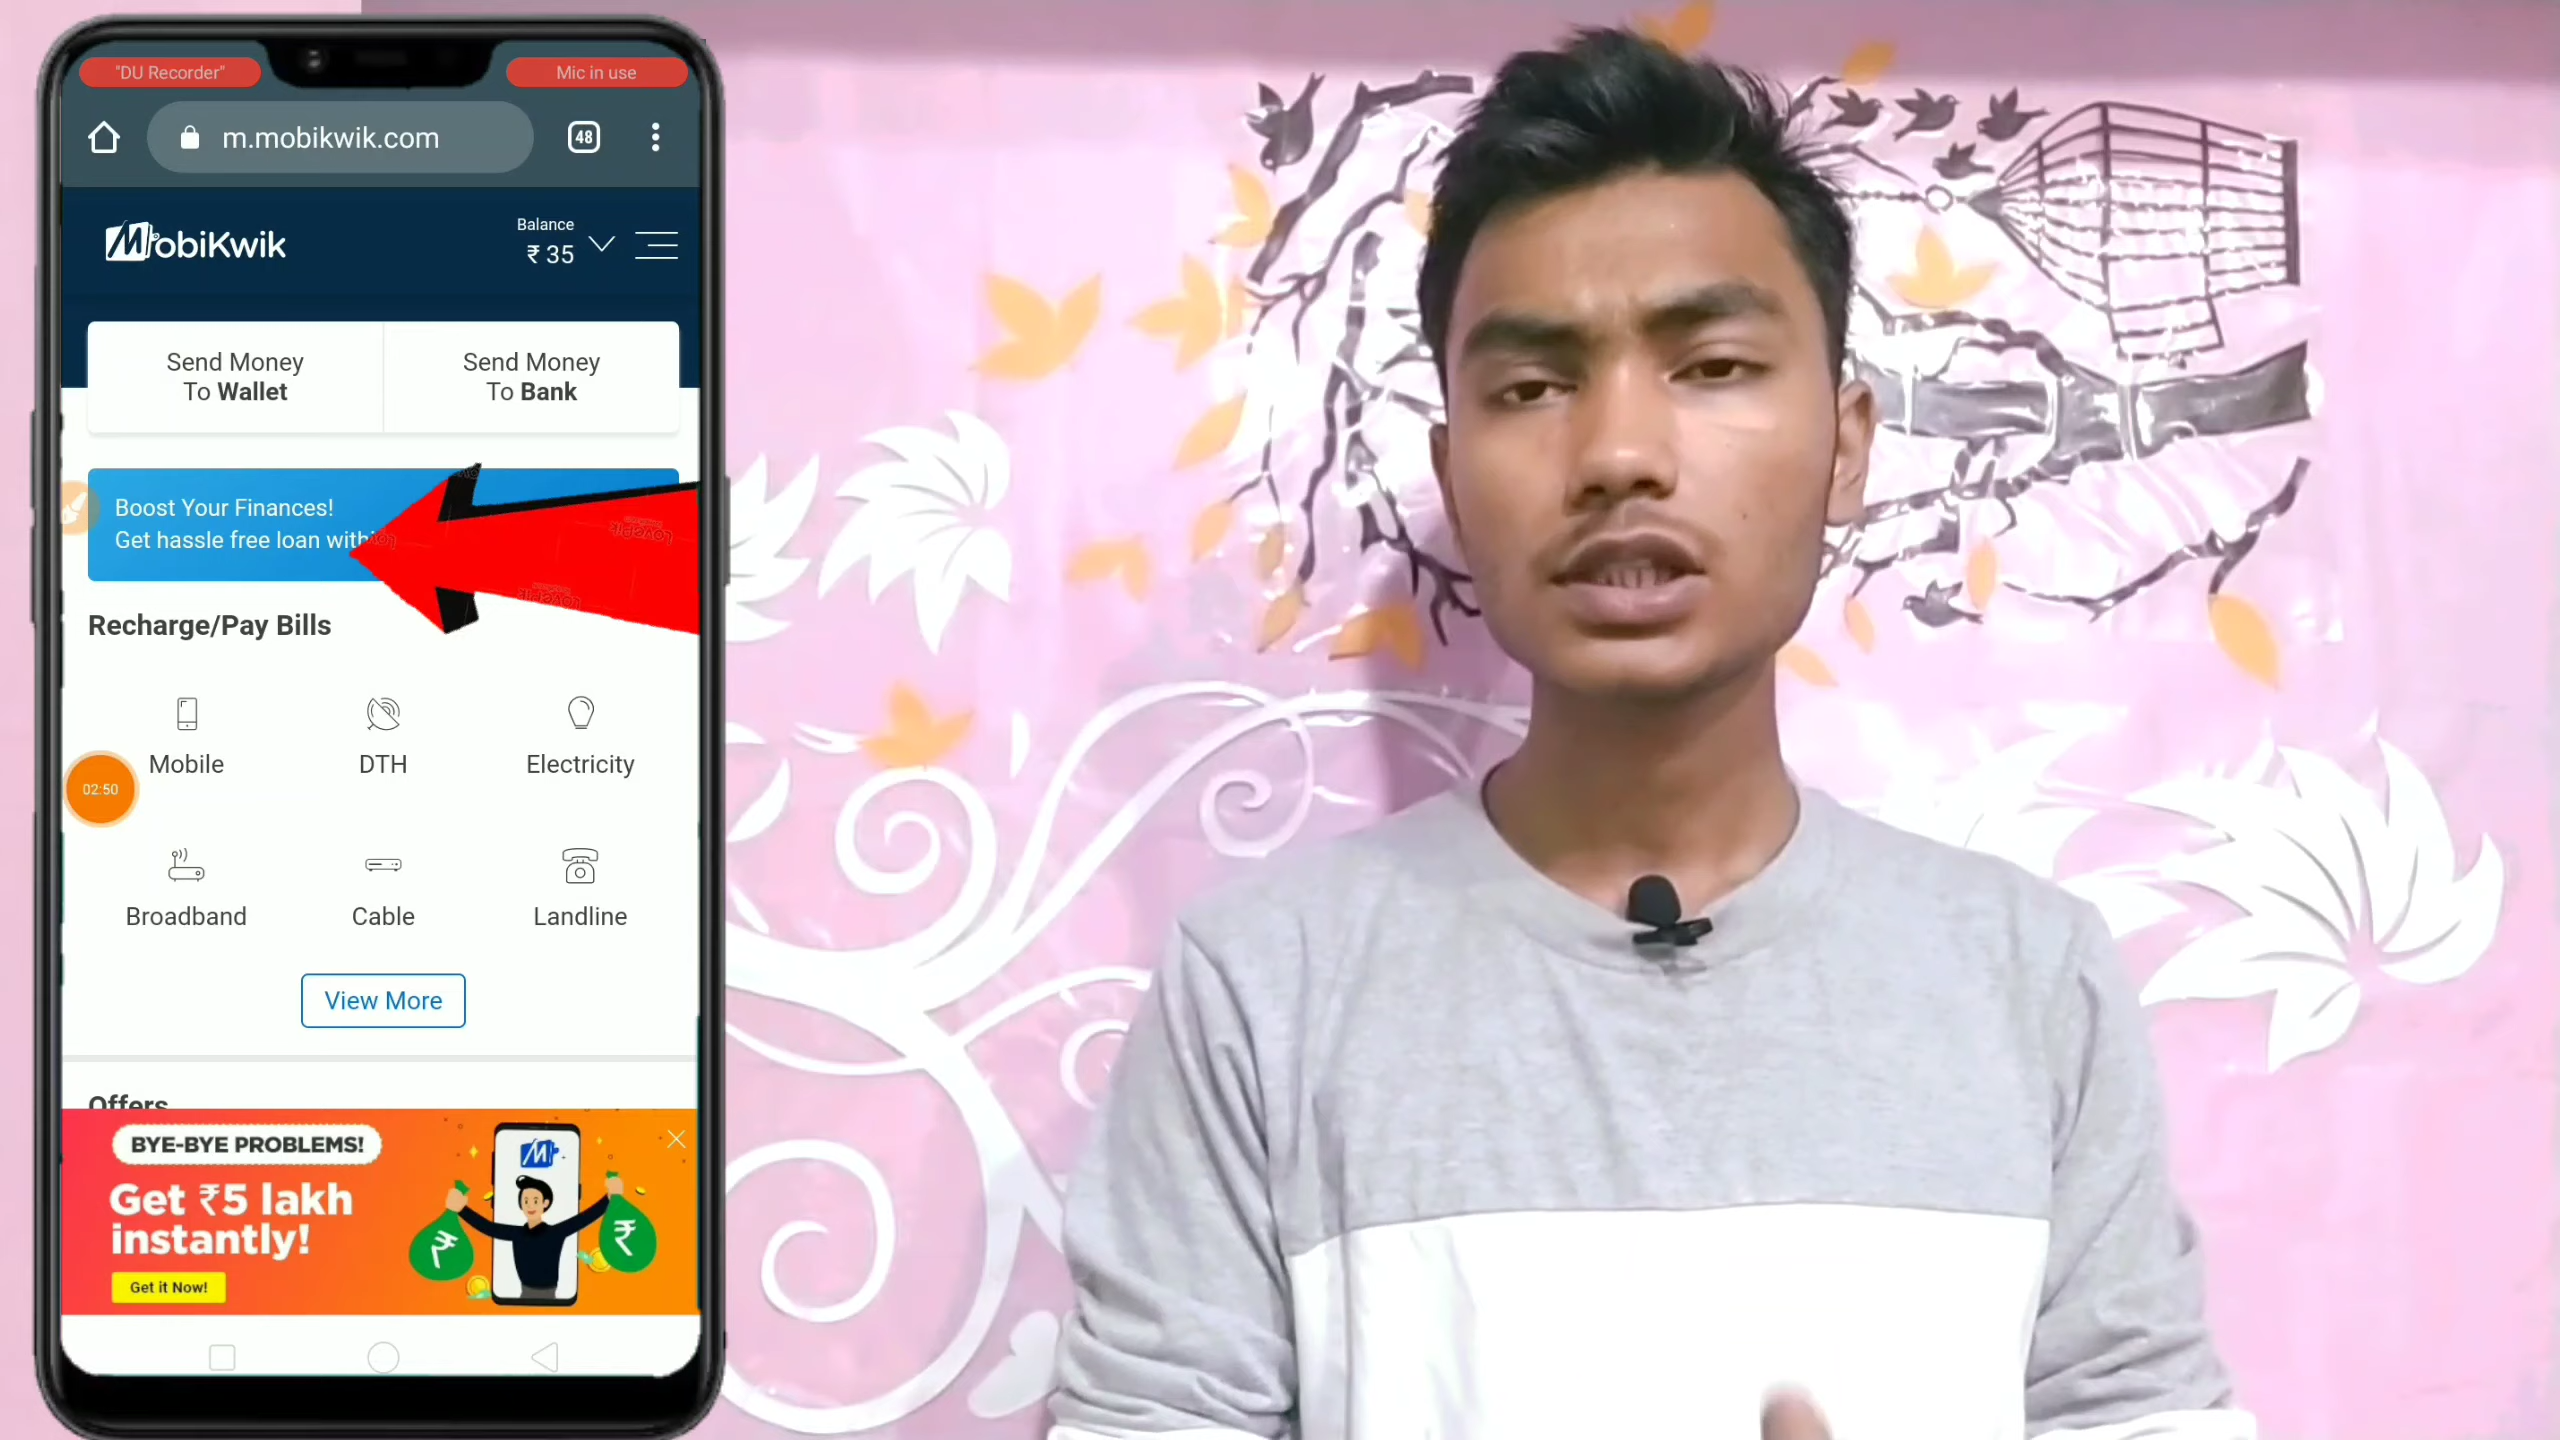 "DU Recorder"
Mic in use
m.mobikwik.com
48
MobiKwik
Balance
₹ 35
Send Money
To Wallet
Send Money
To Bank
Boost Your Finances!
Get hassle free loan with
Recharge/Pay Bills
Mobile
DTH
Electricity
02:50
Broadband
Cable
Landline
View More
Offers
BYE-BYE PROBLEMS!
Get ₹5 lakh
instantly!
Get it Now!
₹
₹